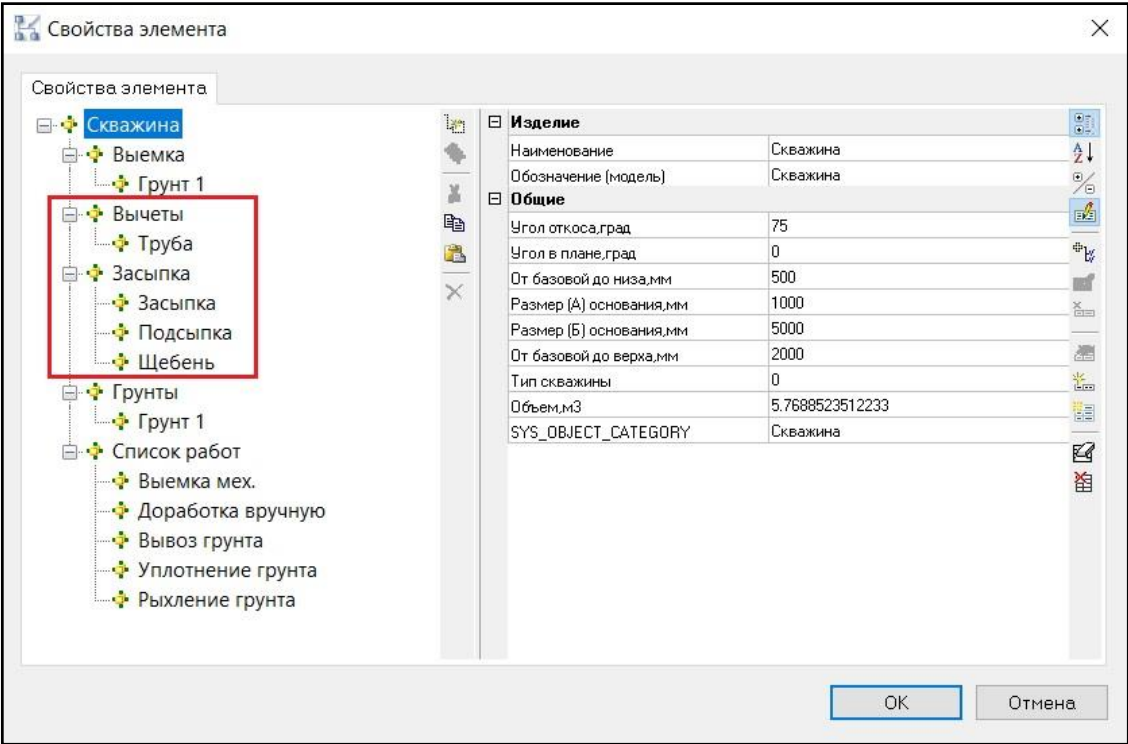 Свойства элемента
Свойства элемента
Скважина
Выемка
Грунт 1
Вычеты
Труба
Засыпка
Засыпка
Подсыпка
Щебень
Грунты
Грунт 1
Список работ
Выемка мех.
Доработка вручную
Вывоз грунта
Уплотнение грунта
Рыхление грунта
Изделие
Наименование Скважина
Обозначение (модель) Скважина
Общие
Угол откоса,град 75
Угол в плане,град 0
От базовой до низа,мм 500
Размер (А) основания,мм 1000
Размер (Б) основания,мм 5000
От базовой до верха,мм 2000
Тип скважины 0
Объем,м3 5.7688523512233
SYS_OBJECT_CATEGORY Скважина
OK Отмена